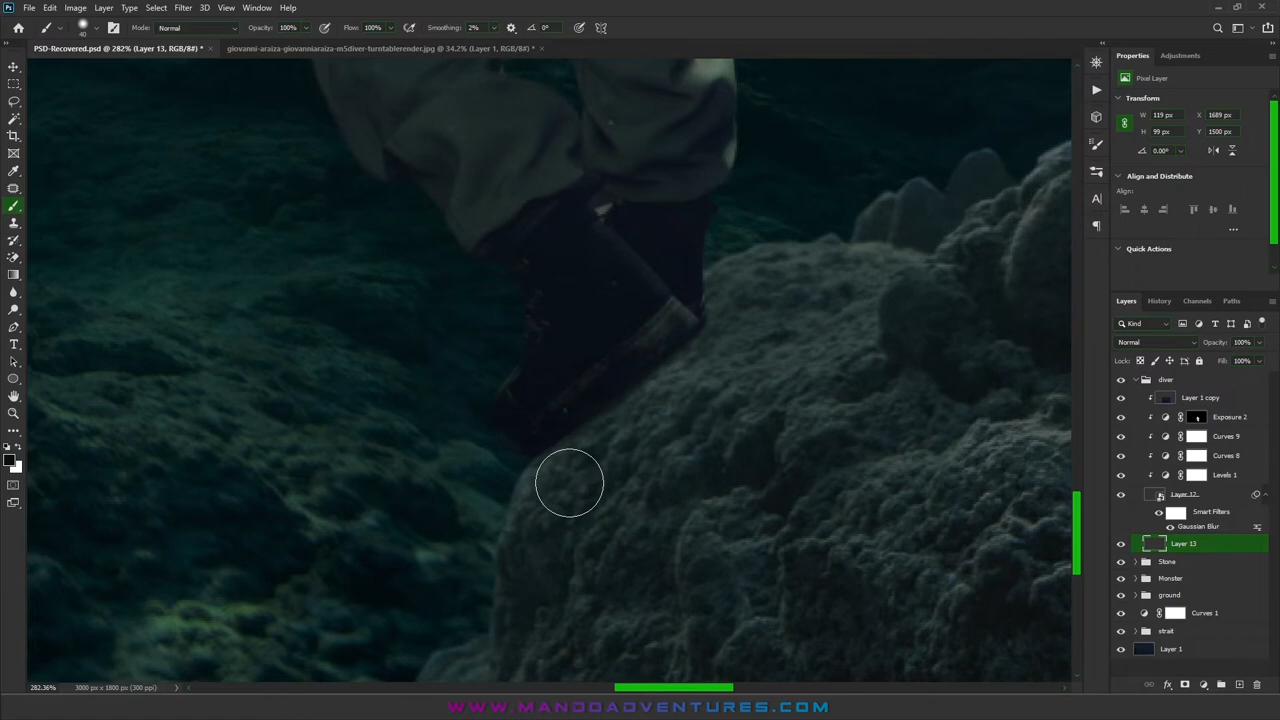 Ps File Edit Image Layer Type Select Filter 3D View Window Help
40 Mode: Normal Opacity: 100% Flow: 100% Smoothing: 2% 0°
PSD-Recovered.psd @ 282% (Layer 13, RGB/8#) * × giovanni-araiza-giovanniaraiza-m5diver-turntablerender.jpg @ 34.2% (Layer 1, RGB/8#) * ×
Properties Adjustments
Pixel Layer
Transform
W 119 px X 1689 px
H 99 px Y 1500 px
0.00°
Align and Distribute
Align:
Quick Actions
Layers History Channels Paths
Kind
Normal Opacity: 100%
Lock: Fill: 100%
diver
Layer 1 copy
Exposure 2
Curves 9
Curves 8
Levels 1
Layer 12
Smart Filters
Gaussian Blur
Layer 13
Stone
Monster
ground
Curves 1
strait
Layer 1
282.36% 3000 px x 1800 px (300 ppi)
WWW.MANDOADVENTURES.COM